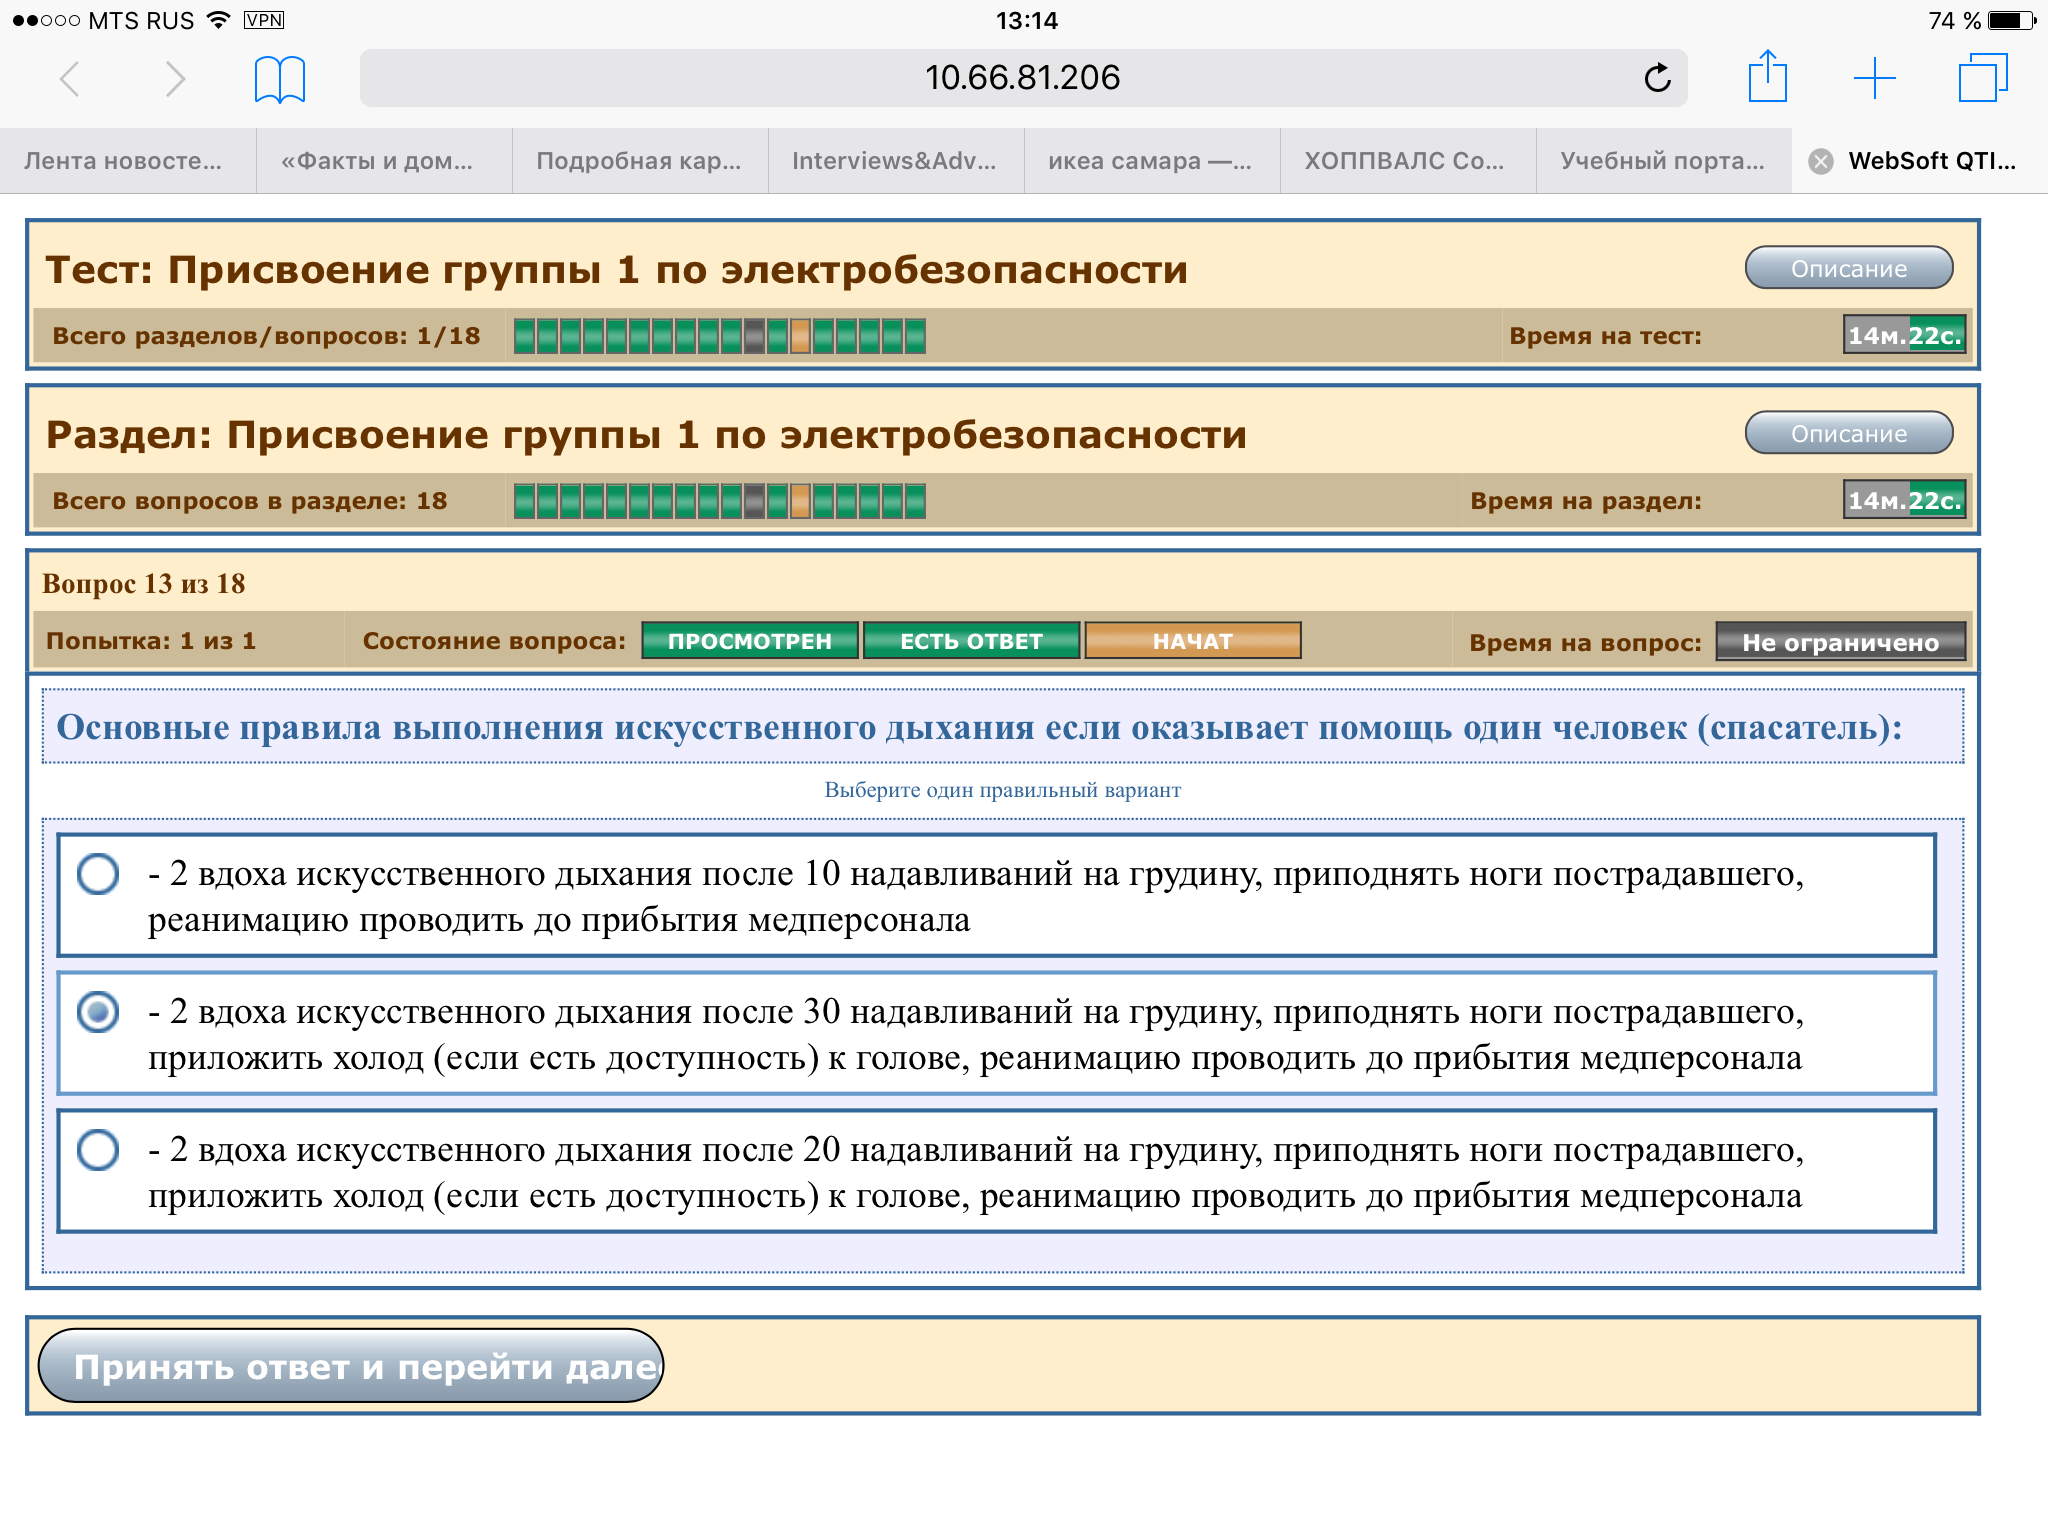 MTS RUS VPN 13:14 74 %
10.66.81.206
Лента новосте... «Факты и дом... Подробная кар... Interviews&Adv... икеа самара —... ХОППВАЛС Co... Учебный порта... WebSoft QTI...
Тест: Присвоение группы 1 по электробезопасности Описание
Всего разделов/вопросов: 1/18 Время на тест: 14м.22с.
Раздел: Присвоение группы 1 по электробезопасности Описание
Всего вопросов в разделе: 18 Время на раздел: 14м.22с.
Вопрос 13 из 18
Попытка: 1 из 1 Состояние вопроса: ПРОСМОТРЕН ЕСТЬ ОТВЕТ НАЧАТ Время на вопрос: Не ограничено
Основные правила выполнения искусственного дыхания если оказывает помощь один человек (спасатель):
Выберите один правильный вариант
- 2 вдоха искусственного дыхания после 10 надавливаний на грудину, приподнять ноги пострадавшего,
реанимацию проводить до прибытия медперсонала
- 2 вдоха искусственного дыхания после 30 надавливаний на грудину, приподнять ноги пострадавшего,
приложить холод (если есть доступность) к голове, реанимацию проводить до прибытия медперсонала
- 2 вдоха искусственного дыхания после 20 надавливаний на грудину, приподнять ноги пострадавшего,
приложить холод (если есть доступность) к голове, реанимацию проводить до прибытия медперсонала
Принять ответ и перейти дале